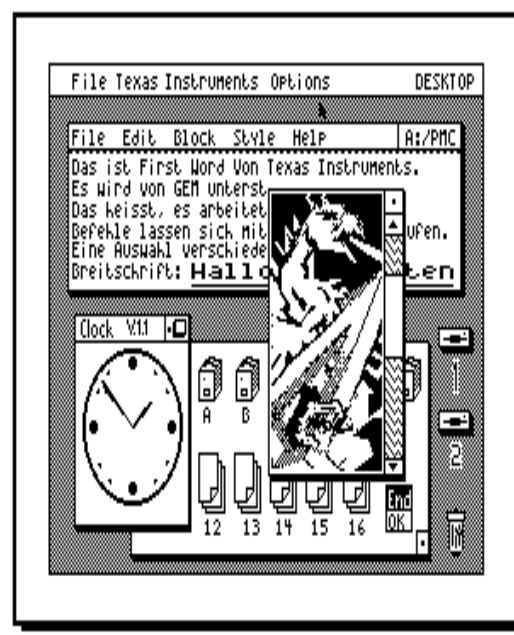 File Texas Instruments Options DESKTOP
File Edit Block Style Help A:/PMC
Das ist First Word Von Texas Instruments.
Es wird von GEM unterst
Das heisst, es arbeitet
Befehle lassen sich mit ufen.
Eine Auswahl verschiede
Breitschrift: Hallo ten
Clock V.1.1
A B
1
2
12 13 14 15 16
End
OK